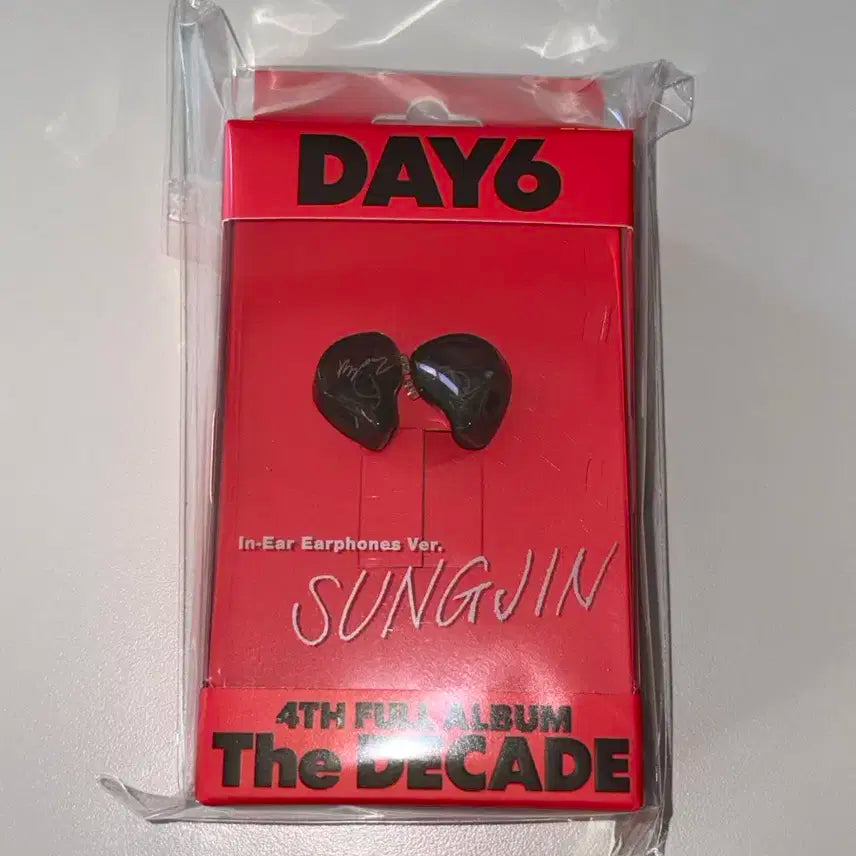 DAY6
In-Ear Earphones Ver.
SUNGJIN
4TH FULL ALBUM
The DECADE